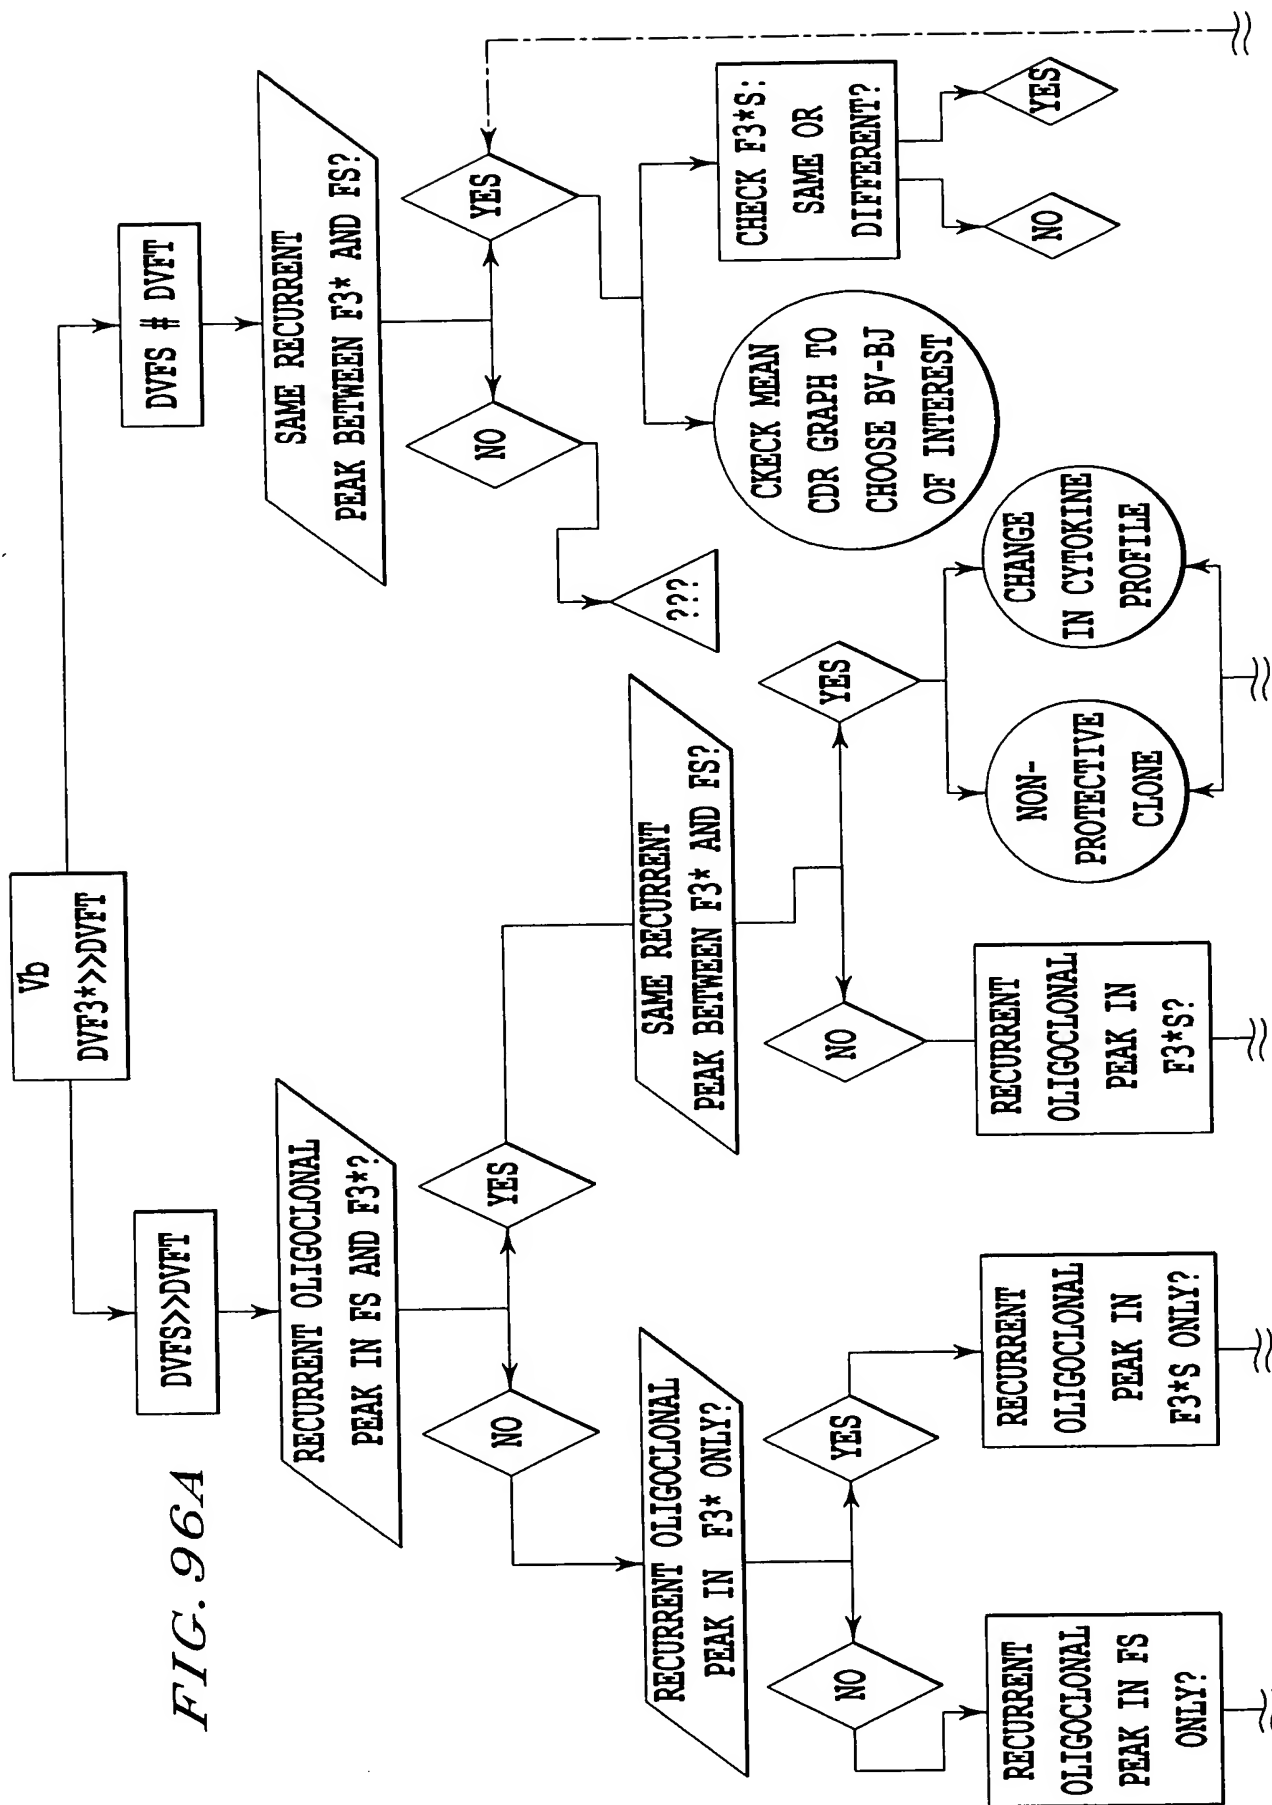 FIG. 96A
Vb
DVF3*>>DVFT
DVFS>>DVFT
DVFS # DVFT
RECURRENT OLIGOCLONAL
PEAK IN FS AND F3*?
SAME RECURRENT
PEAK BETWEEN F3* AND FS?
NO
YES
NO
YES
RECURRENT OLIGOCLONAL
PEAK IN F3* ONLY?
SAME RECURRENT
PEAK BETWEEN F3* AND FS?
???
CKECK MEAN
CDR GRAPH TO
CHOOSE BV-BJ
OF INTEREST
CHECK F3*S:
SAME OR
DIFFERENT?
NO
YES
NO
YES
NO
YES
RECURRENT
OLIGOCLONAL
PEAK IN FS
ONLY?
RECURRENT
OLIGOCLONAL
PEAK IN
F3*S ONLY?
RECURRENT
OLIGOCLONAL
PEAK IN
F3*S?
NON-
PROTECTIVE
CLONE
CHANGE
IN CYTOKINE
PROFILE